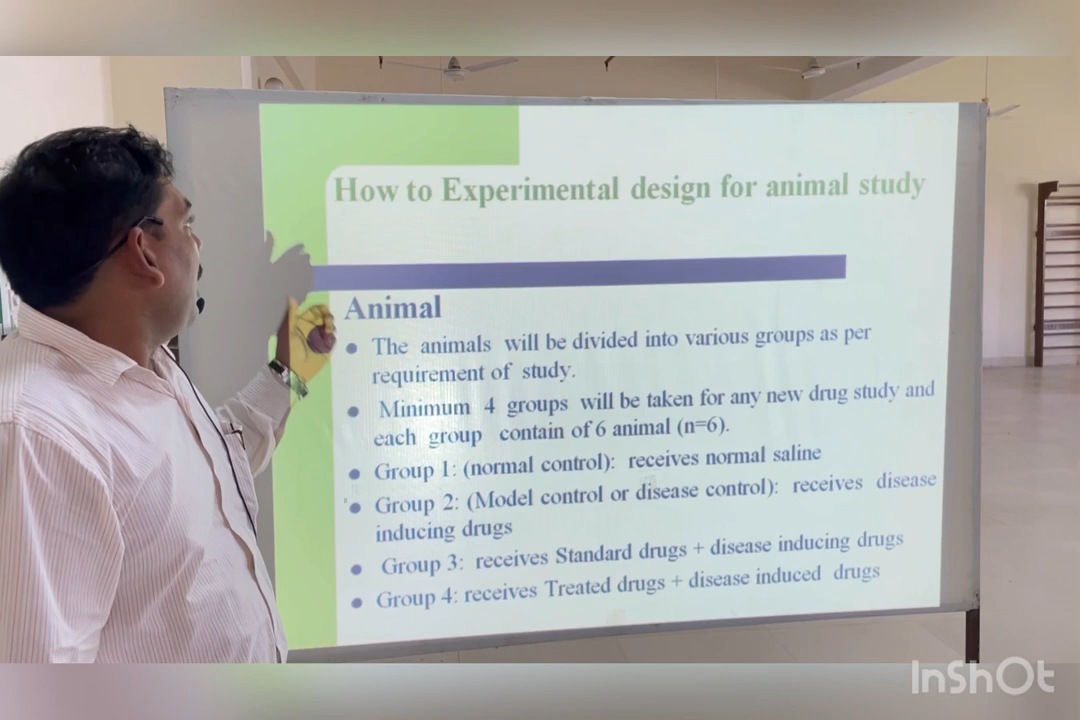 How to Experimental design for animal study
Animal
The animals will be divided into various groups as per
requirement of study.
Minimum 4 groups will be taken for any new drug study and
each group contain of 6 animal (n=6).
Group 1: (normal control): receives normal saline
Group 2: (Model control or disease control): receives disease
inducing drugs
Group 3: receives Standard drugs + disease inducing drugs
Group 4: receives Treated drugs + disease induced drugs
InShOt